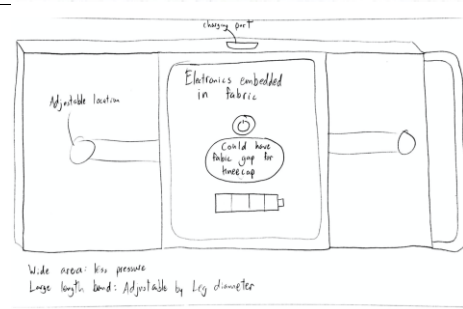 charging port
Electronics embedded
in fabric
Adjustable location
Could have
fabic gap for
kneecap
Wide area: less pressure
Large length band: Adjustable by Leg diameter